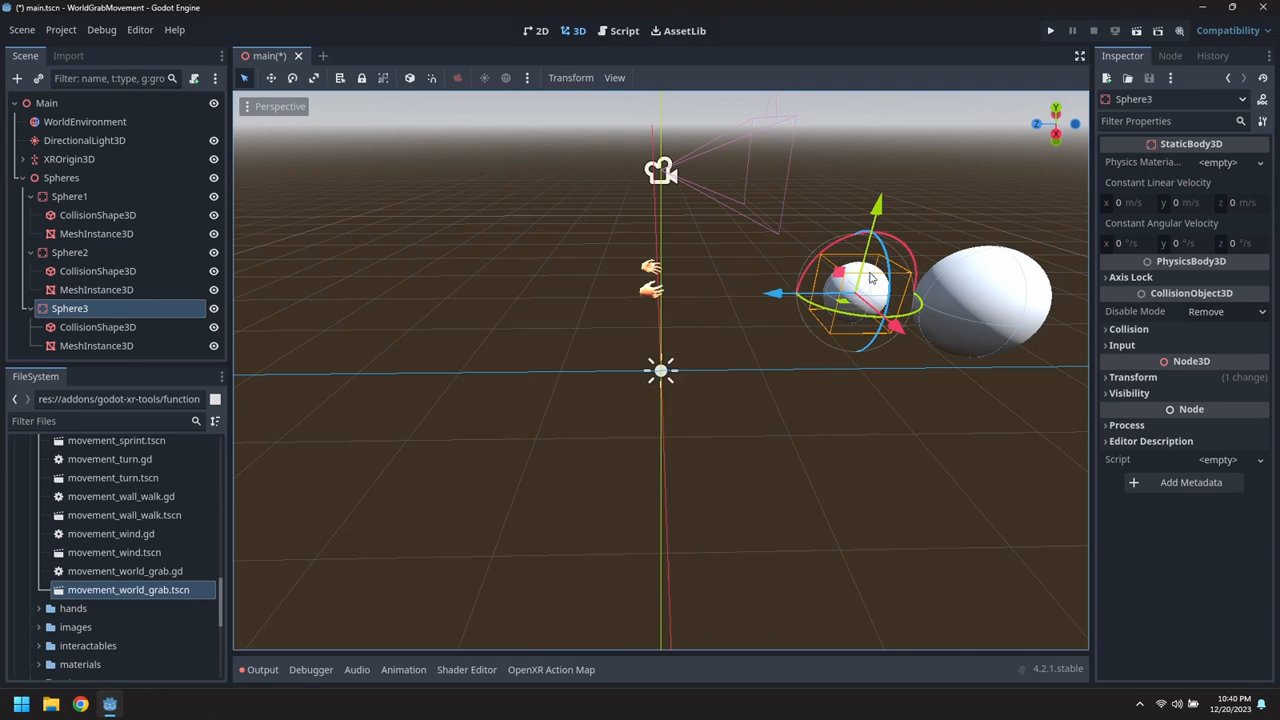 (*) main.tscn - WorldGrabMovement - Godot Engine
Scene Project Debug Editor Help
2D 3D Script AssetLib
Compatibility
Scene Import
main(*)
Inspector Node History
Filter: name, t:type, g:gro
Transform View
Perspective
Main
WorldEnvironment
DirectionalLight3D
XROrigin3D
Spheres
Sphere1
CollisionShape3D
MeshInstance3D
Sphere2
CollisionShape3D
MeshInstance3D
Sphere3
CollisionShape3D
MeshInstance3D
FileSystem
res://addons/godot-xr-tools/function
Filter Files
movement_sprint.tscn
movement_turn.gd
movement_turn.tscn
movement_wall_walk.gd
movement_wall_walk.tscn
movement_wind.gd
movement_wind.tscn
movement_world_grab.gd
movement_world_grab.tscn
hands
images
interactables
materials
Y
Z
X
Output Debugger Audio Animation Shader Editor OpenXR Action Map
4.2.1.stable
Sphere3
Filter Properties
StaticBody3D
Physics Materia... <empty>
Constant Linear Velocity
x 0 m/s y 0 m/s z 0 m/s
Constant Angular Velocity
x 0 °/s y 0 °/s z 0 °/s
PhysicsBody3D
Axis Lock
CollisionObject3D
Disable Mode Remove
Collision
Input
Node3D
Transform (1 change)
Visibility
Node
Process
Editor Description
Script <empty>
Add Metadata
10:40 PM
12/20/2023